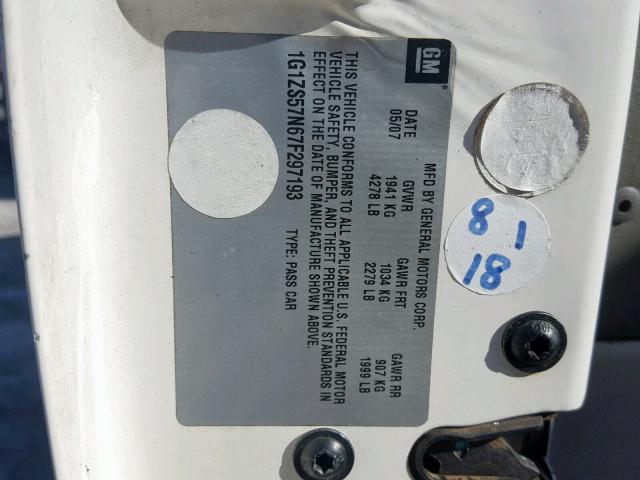 GM
®
MFD BY GENERAL MOTORS CORP.
DATE GVWR GAWR FRT GAWR RR
05/07 1941 KG 1034 KG 907 KG
4278 LB 2279 LB 1999 LB
THIS VEHICLE CONFORMS TO ALL APPLICABLE U.S. FEDERAL MOTOR
VEHICLE SAFETY, BUMPER, AND THEFT PREVENTION STANDARDS IN
EFFECT ON THE DATE OF MANUFACTURE SHOWN ABOVE.
1G1ZS57N67F297193 TYPE: PASS CAR
8 1
18